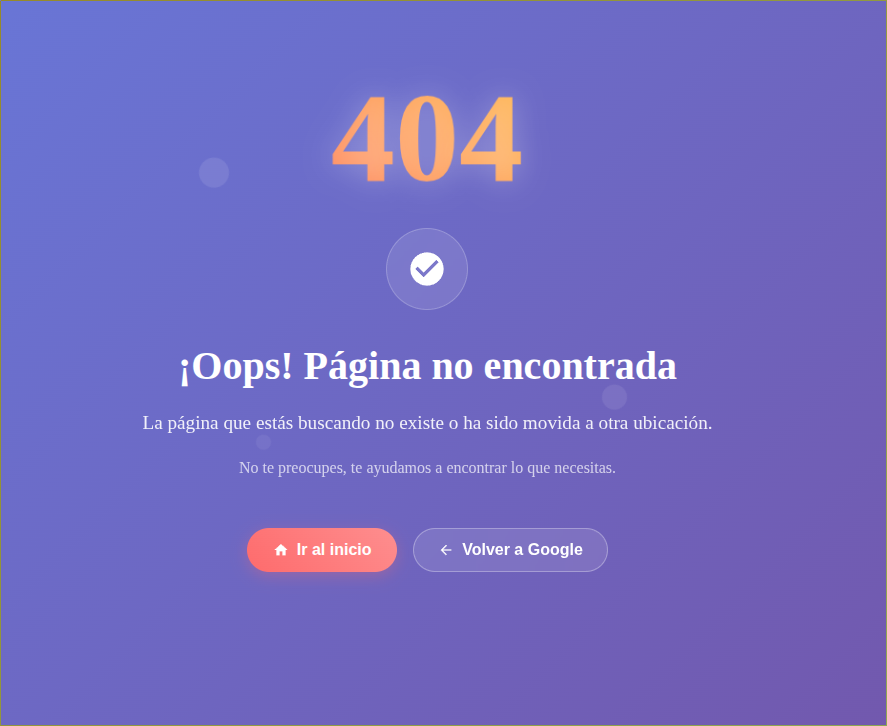 404
¡Oops! Página no encontrada
La página que estás buscando no existe o ha sido movida a otra ubicación.
No te preocupes, te ayudamos a encontrar lo que necesitas.
Ir al inicio
Volver a Google